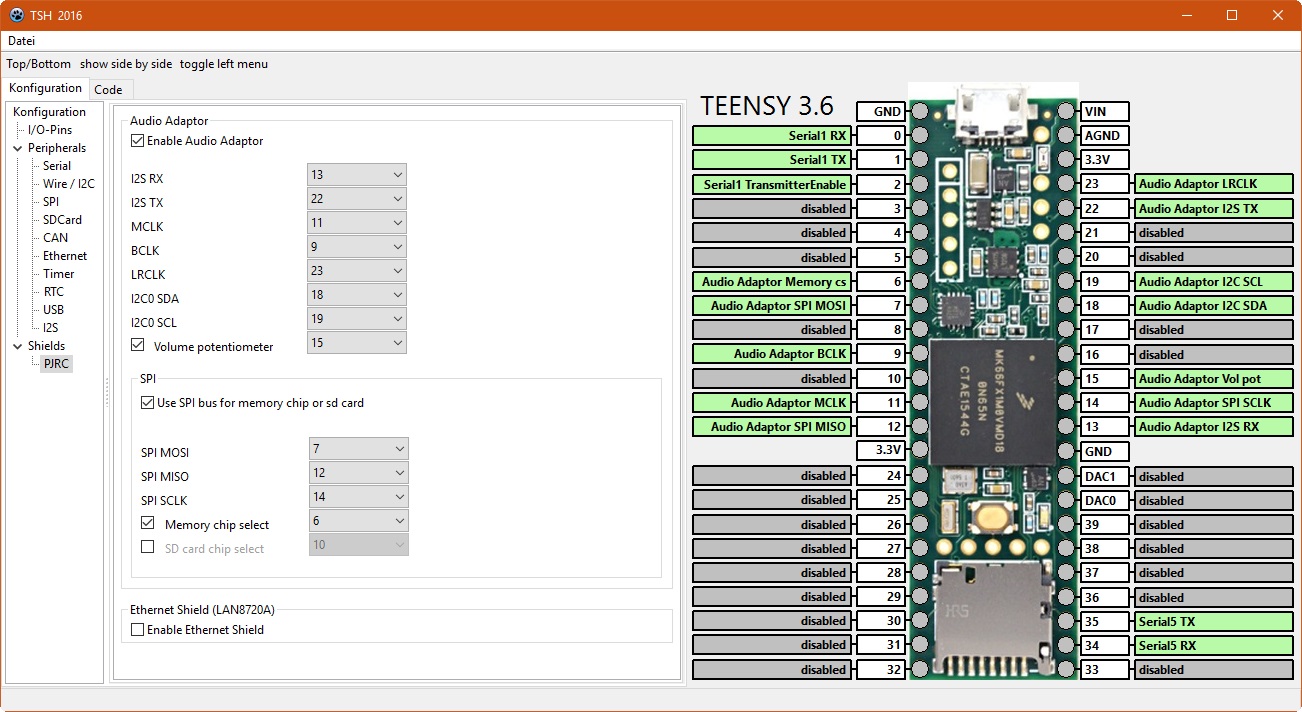 TSH 2016
Datei
Top/Bottom show side by side toggle left menu
Konfiguration Code
Konfiguration
I/O-Pins
Peripherals
Serial
Wire / I2C
SPI
SDCard
CAN
Ethernet
Timer
RTC
USB
I2S
Shields
PJRC
Audio Adaptor
Enable Audio Adaptor
I2S RX 13
I2S TX 22
MCLK 11
BCLK 9
LRCLK 23
I2C0 SDA 18
I2C0 SCL 19
Volume potentiometer 15
SPI
Use SPI bus for memory chip or sd card
SPI MOSI 7
SPI MISO 12
SPI SCLK 14
Memory chip select 6
SD card chip select 10
Ethernet Shield (LAN8720A)
Enable Ethernet Shield
TEENSY 3.6
GND
Serial1 RX 0
Serial1 TX 1
Serial1 TransmitterEnable 2
disabled 3
disabled 4
disabled 5
Audio Adaptor Memory cs 6
Audio Adaptor SPI MOSI 7
disabled 8
Audio Adaptor BCLK 9
disabled 10
Audio Adaptor MCLK 11
Audio Adaptor SPI MISO 12
3.3V
disabled 24
disabled 25
disabled 26
disabled 27
disabled 28
disabled 29
disabled 30
disabled 31
disabled 32
MK66FX1M0VMD18
0N65N
CTAE1544G
HRS
VIN
AGND
3.3V
23 Audio Adaptor LRCLK
22 Audio Adaptor I2S TX
21 disabled
20 disabled
19 Audio Adaptor I2C SCL
18 Audio Adaptor I2C SDA
17 disabled
16 disabled
15 Audio Adaptor Vol pot
14 Audio Adaptor SPI SCLK
13 Audio Adaptor I2S RX
GND
DAC1 disabled
DAC0 disabled
39 disabled
38 disabled
37 disabled
36 disabled
35 Serial5 TX
34 Serial5 RX
33 disabled